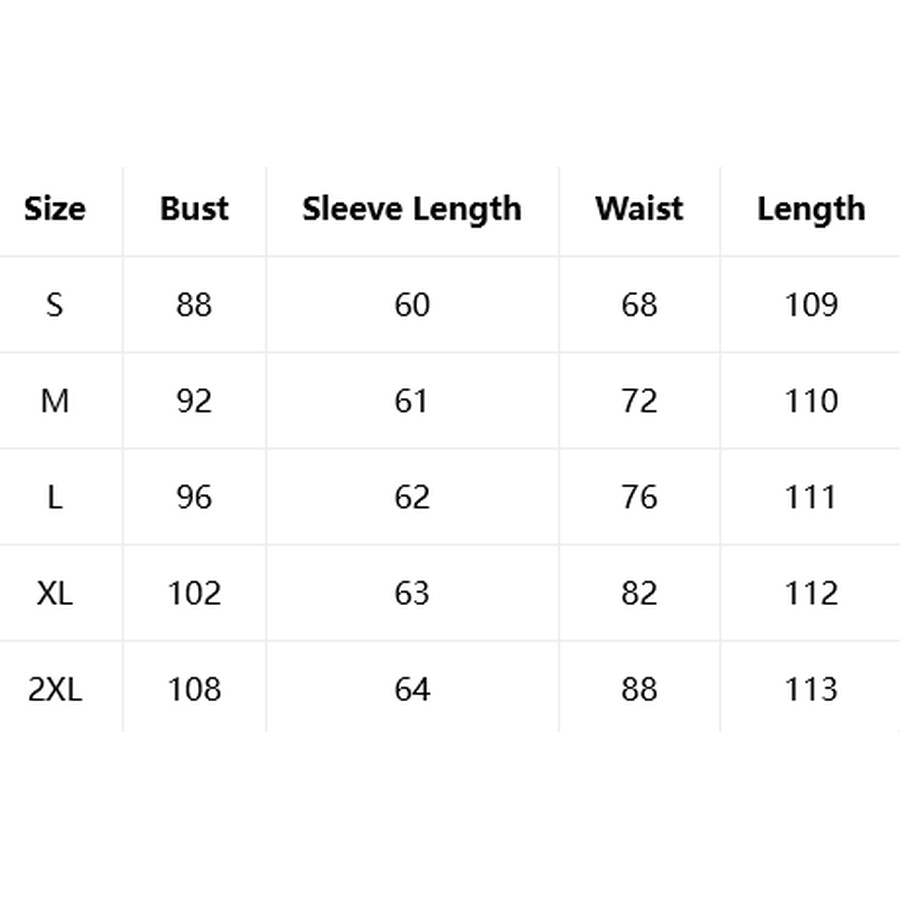 Size Bust Sleeve Length Waist Length
S 88 60 68 109
M 92 61 72 110
L 96 62 76 111
XL 102 63 82 112
2XL 108 64 88 113